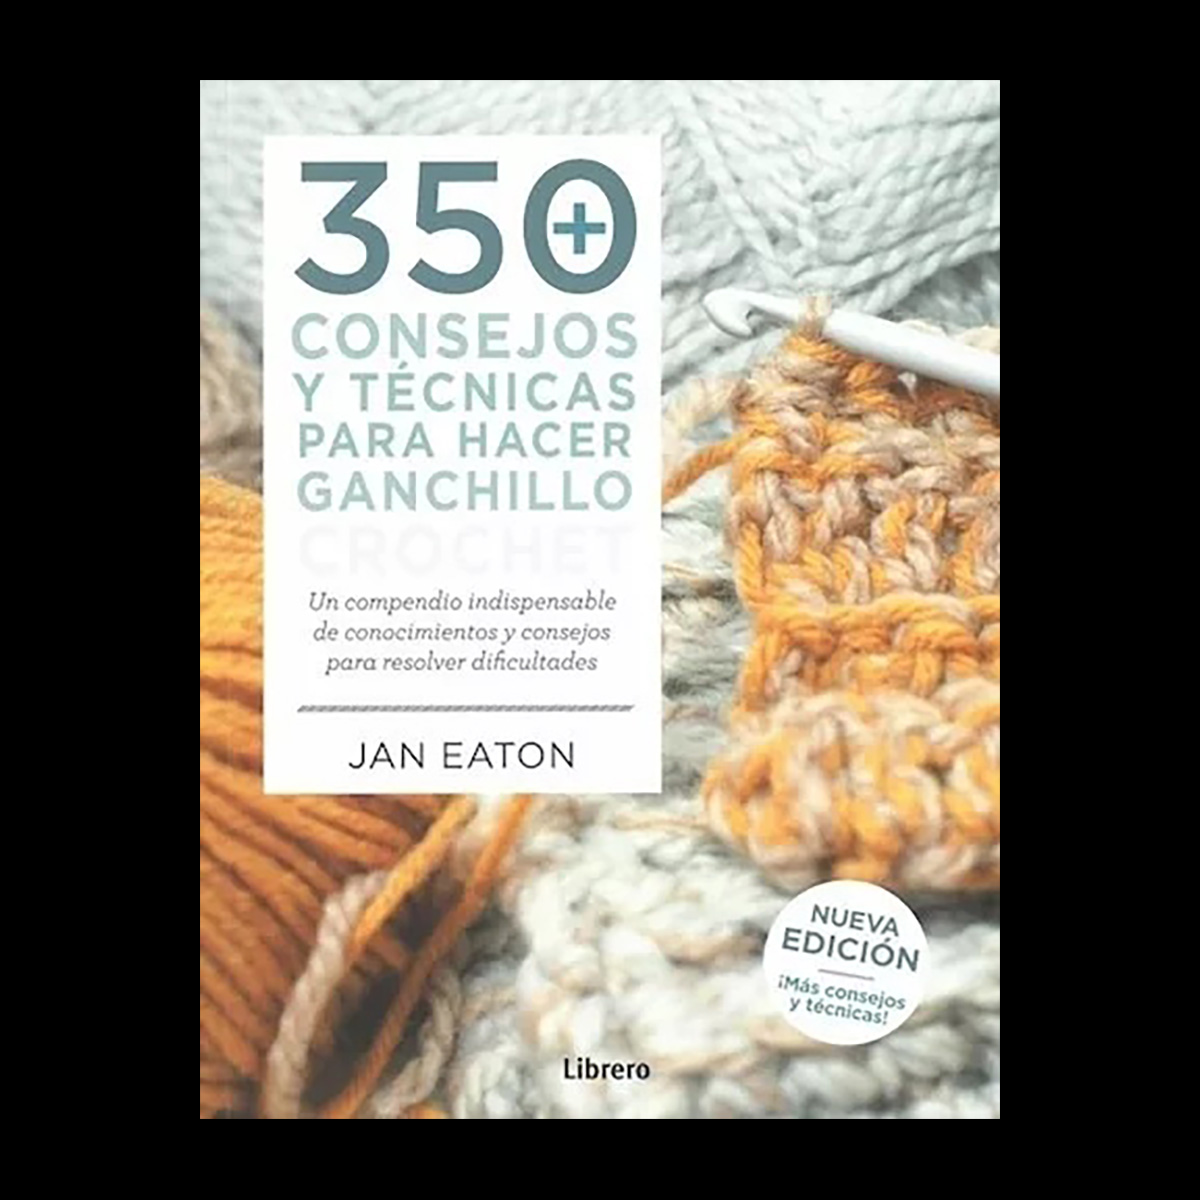 350+
CONSEJOS
Y TÉCNICAS
PARA HACER
GANCHILLO
CROCHET
Un compendio indispensable
de conocimientos y consejos
para resolver dificultades
JAN EATON
NUEVA
EDICIÓN
¡Más consejos
y técnicas!
Librero